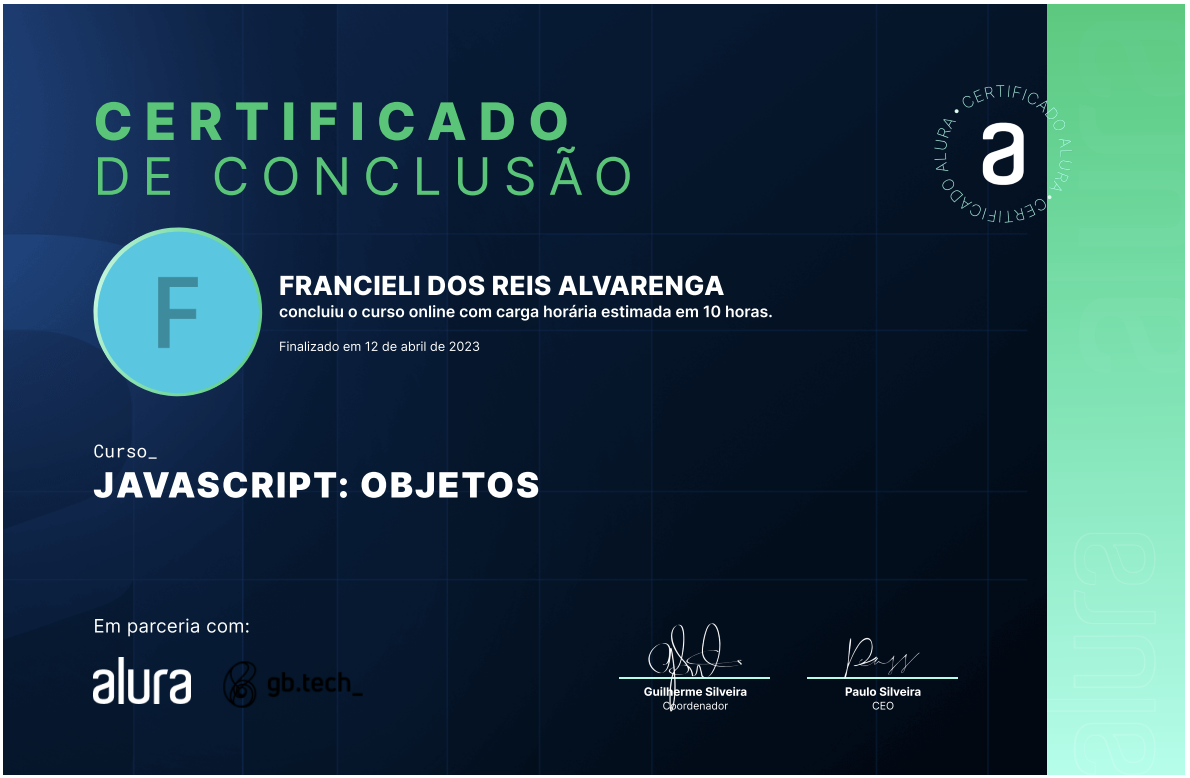 CERTIFICADO
DE CONCLUSÃO
• CERTIFICADO ALURA • CERTIFICADO ALURA
a
F
FRANCIELI DOS REIS ALVARENGA
concluiu o curso online com carga horária estimada em 10 horas.
Finalizado em 12 de abril de 2023
Curso_
JAVASCRIPT: OBJETOS
Em parceria com:
alura
gb.tech_
Guilherme Silveira
Coordenador
Paulo Silveira
CEO
alura
alura